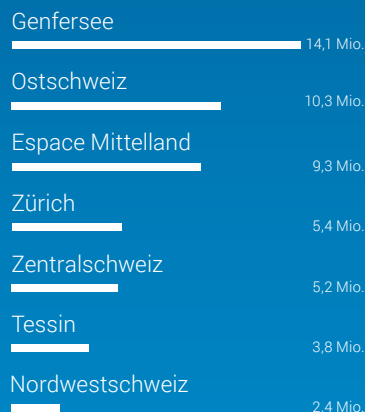 Genfersee
14,1 Mio.
Ostschweiz
10,3 Mio.
Espace Mittelland
9,3 Mio.
Zürich
5,4 Mio.
Zentralschweiz
5,2 Mio.
Tessin
3,8 Mio.
Nordwestschweiz
2,4 Mio.